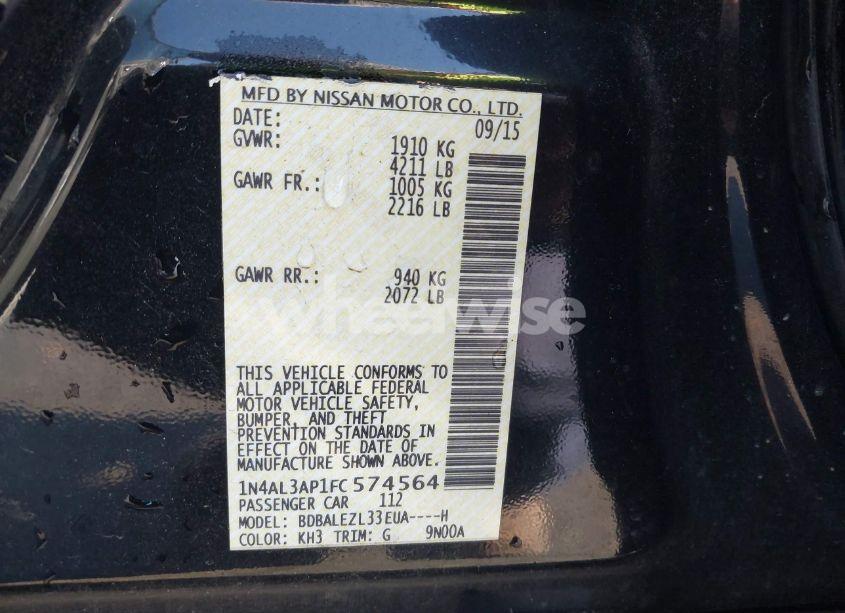 MFD BY NISSAN MOTOR CO., LTD.
DATE: 09/15
GVWR: 1910 KG
4211 LB
GAWR FR.: 1005 KG
2216 LB
GAWR RR.: 940 KG
2072 LB
wheelwise
THIS VEHICLE CONFORMS TO
ALL APPLICABLE FEDERAL
MOTOR VEHICLE SAFETY,
BUMPER, AND THEFT
PREVENTION STANDARDS IN
EFFECT ON THE DATE OF
MANUFACTURE SHOWN ABOVE.
1N4AL3AP1FC574564
PASSENGER CAR 112
MODEL: BDBALEZL33EUA----H
COLOR: KH3 TRIM: G 9N00A